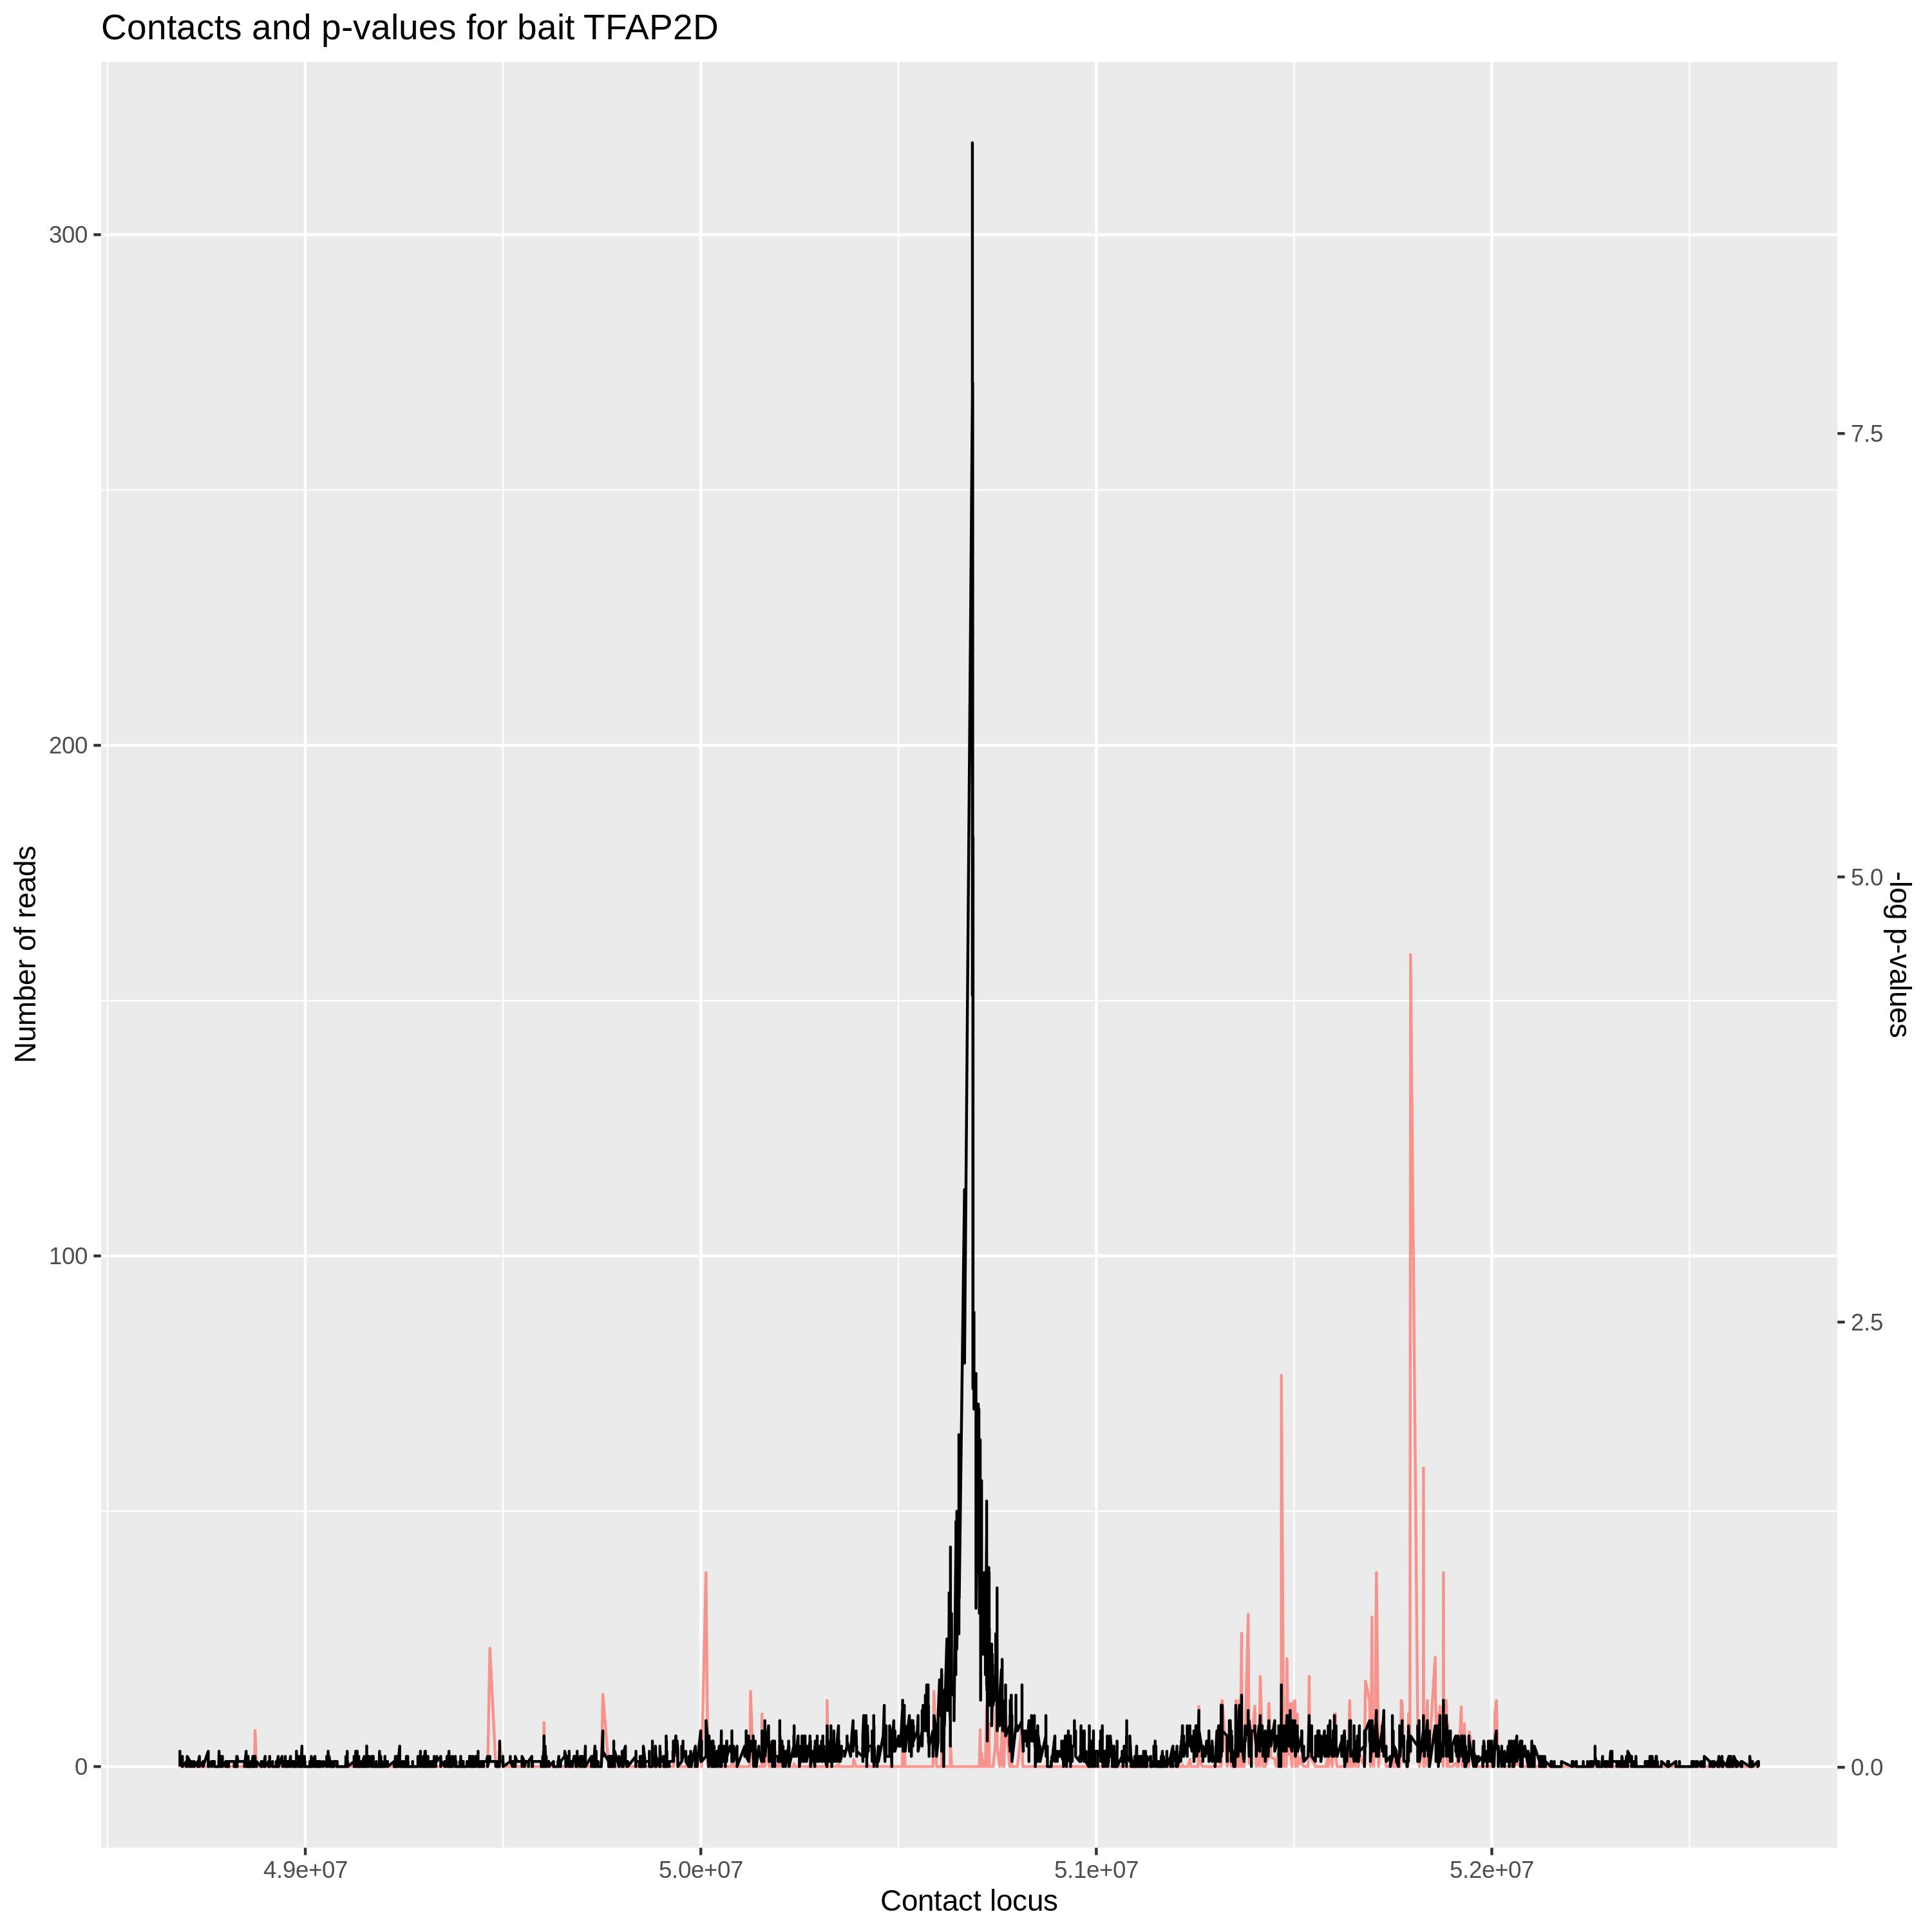 Contacts and p-values for bait TFAP2D
300
200
100
0
Number of reads
7.5
5.0
2.5
0.0
-log p-values
4.9e+07 5.0e+07 5.1e+07 5.2e+07
Contact locus